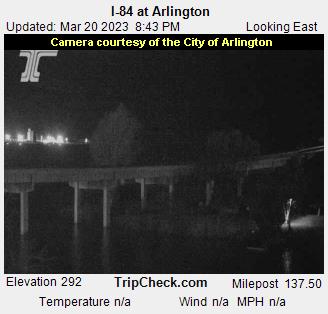 I-84 at Arlington
Updated: Mar 20 2023 8:43 PM Looking East
Camera courtesy of the City of Arlington
Elevation 292 TripCheck.com Milepost 137.50
Temperature n/a Wind n/a MPH n/a